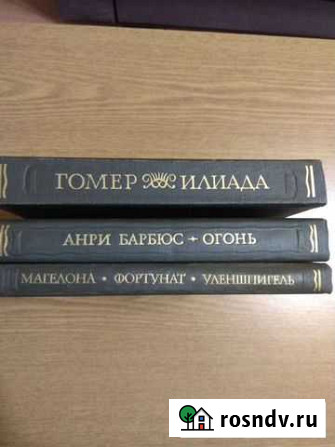 ГОМЕР ИЛИАДА
АНРИ БАРБЮС ОГОНЬ
МАГЕЛОНА • ФОРТУНАТ • УЛЕНШПИГЕЛЬ
rosndv.ru